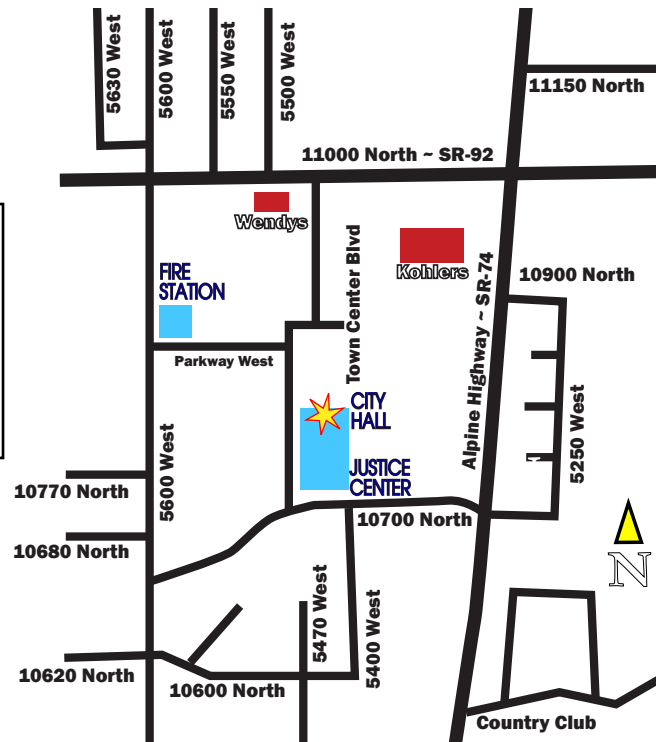 5630 West
5600 West
5550 West
5500 West
11150 North
11000 North ~ SR-92
Wendys
Kohlers
FIRE
STATION
Town Center Blvd
Alpine Highway ~ SR-74
10900 North
Parkway West
CITY
HALL
JUSTICE
CENTER
5600 West
5250 West
10770 North
10700 North
10680 North
N
5470 West
5400 West
10620 North
10600 North
Country Club